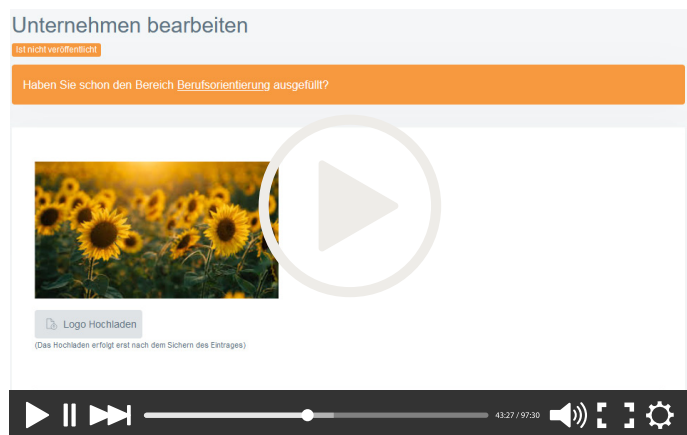 Unternehmen bearbeiten
Ist nicht veröffentlicht
Haben Sie schon den Bereich Berufsorientierung ausgefüllt?
Logo Hochladen
(Das Hochladen erfolgt erst nach dem Sichern des Eintrages)
43:27 / 97:30